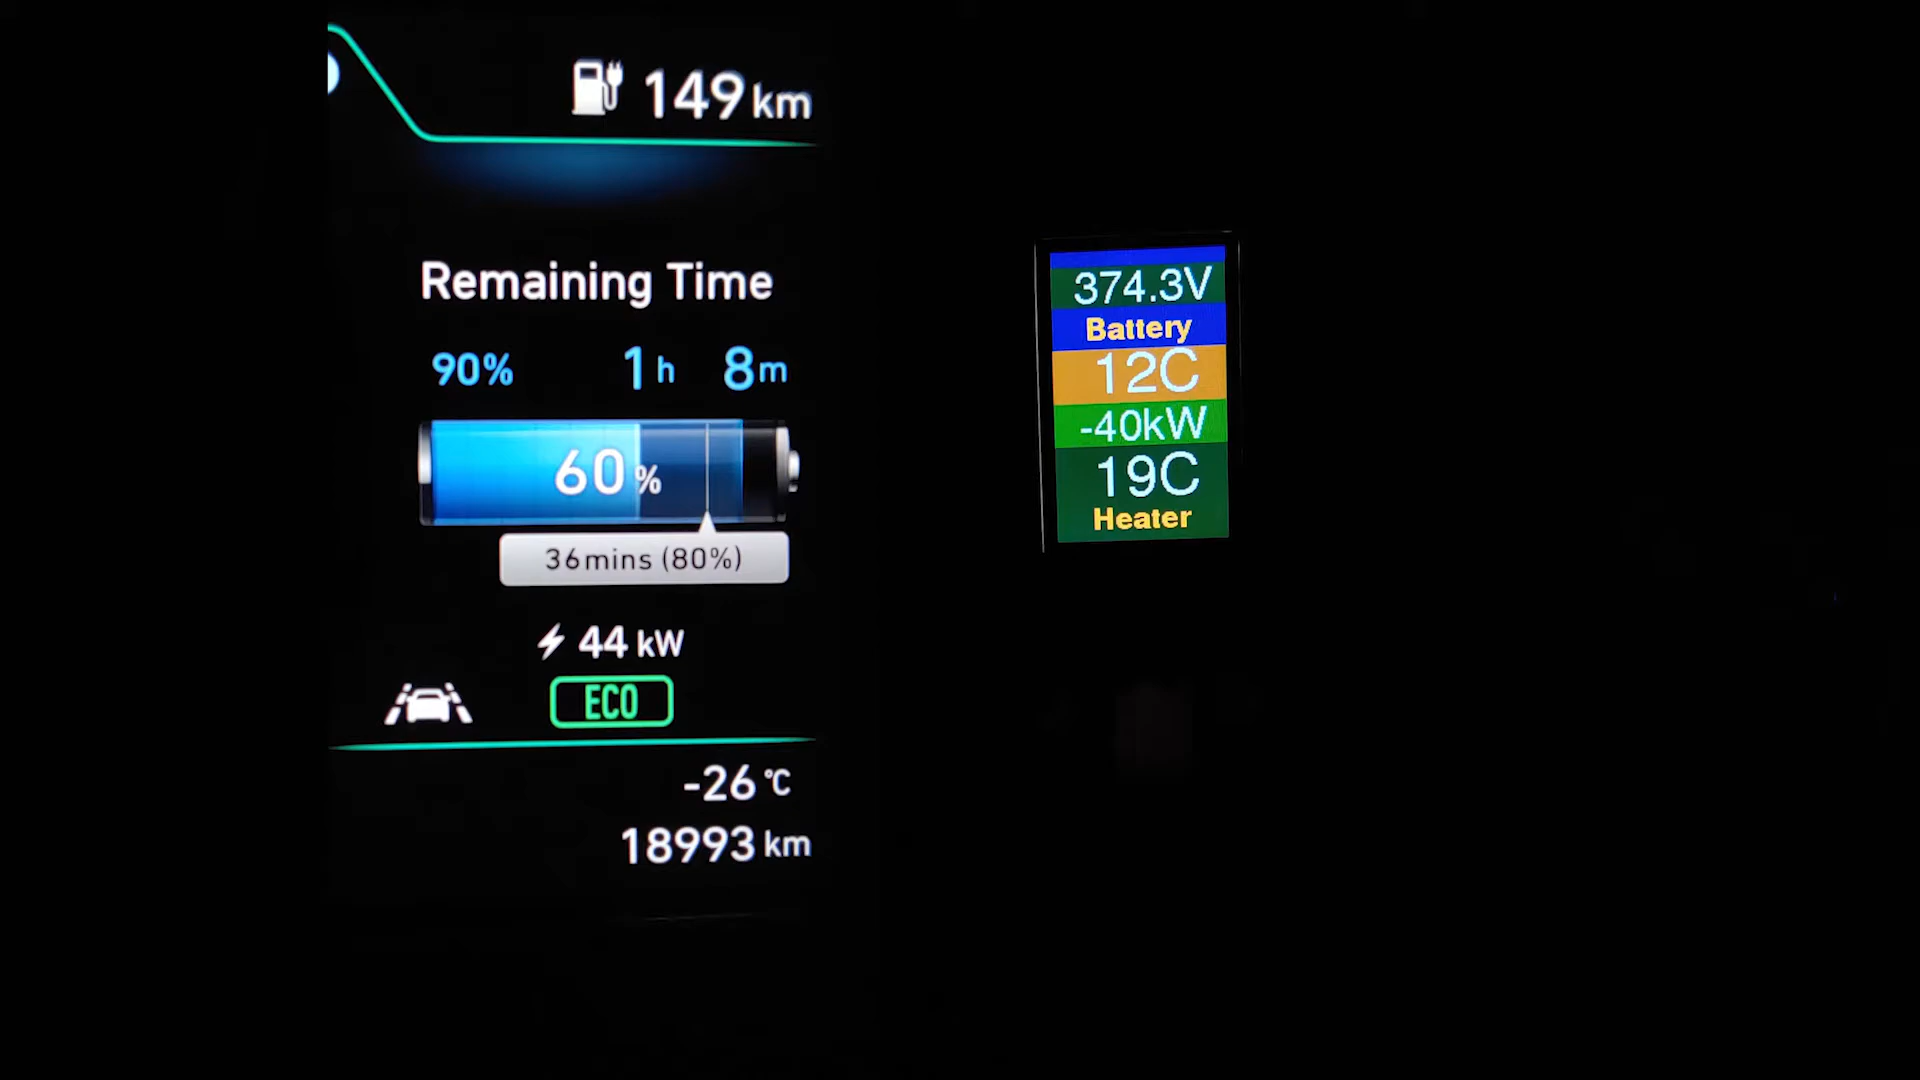 149 km
Remaining Time
90% 1 h 8 m
60 %
36mins (80%)
44 kW
ECO
-26 °C
18993 km
374.3V
Battery
12C
-40kW
19C
Heater